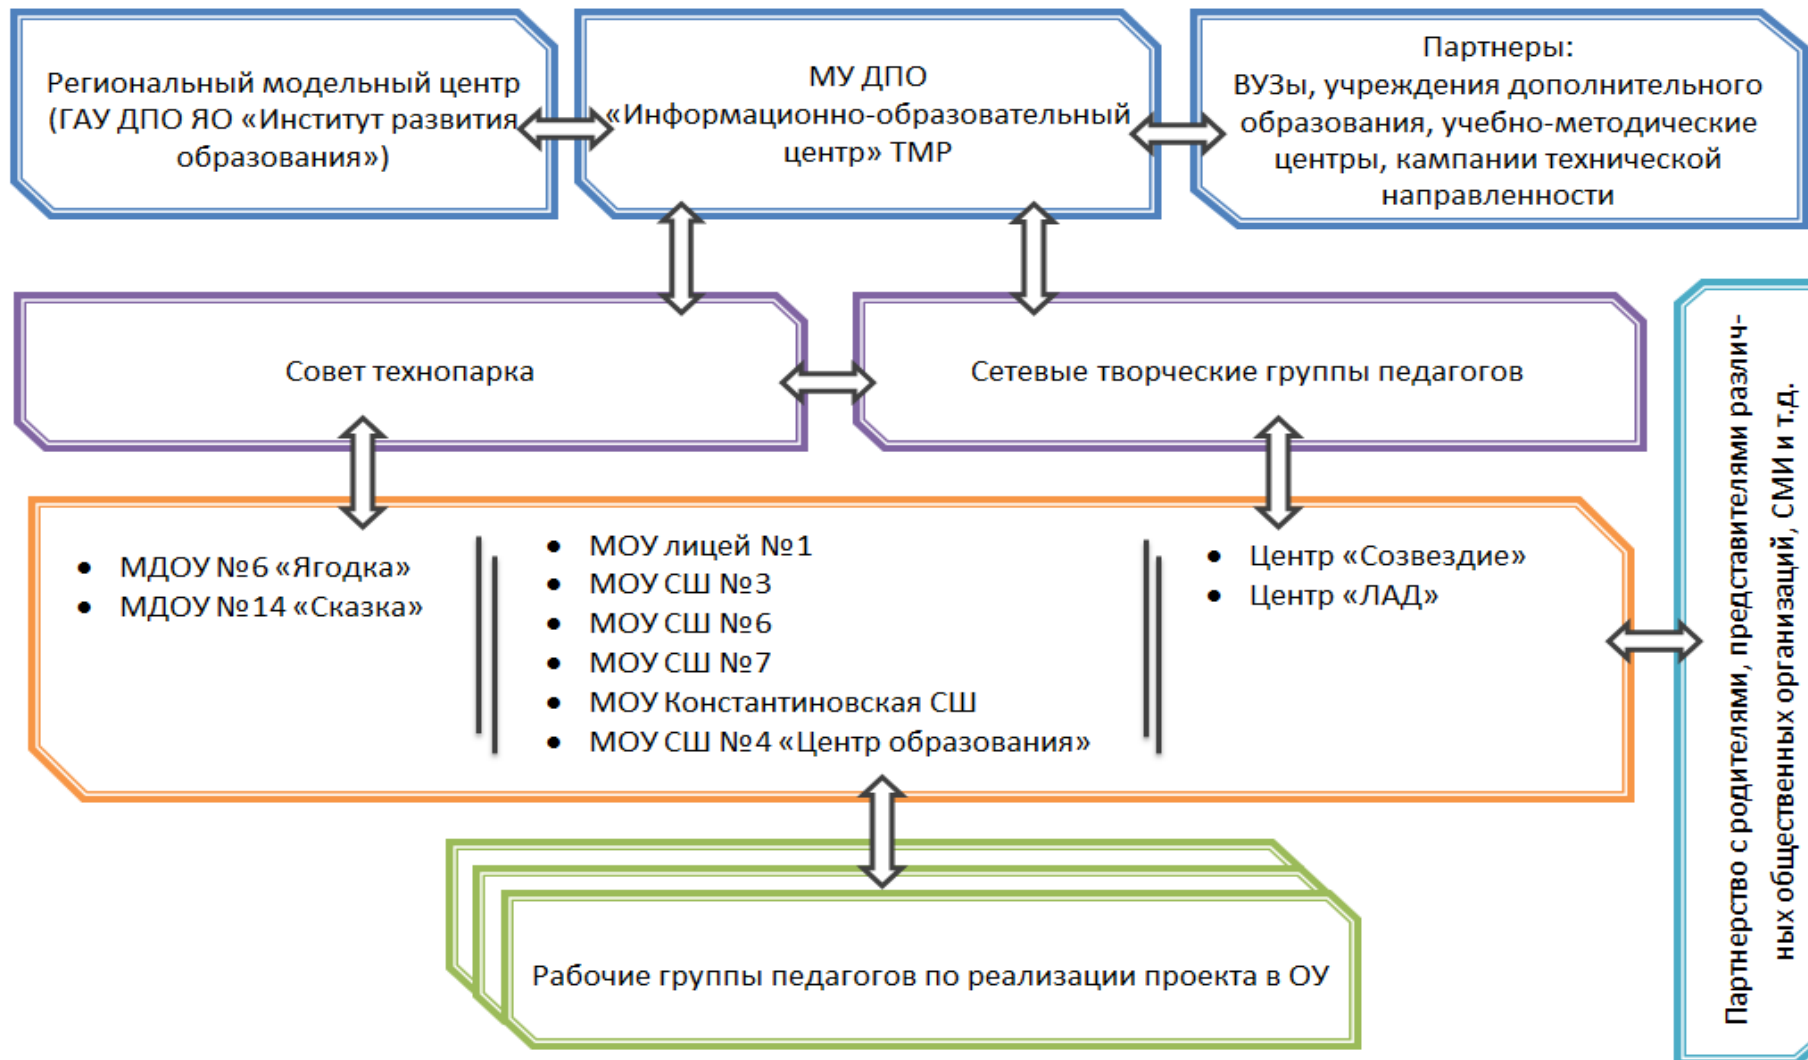 Региональный модельный центр
(ГАУ ДПО ЯО «Институт развития
образования»)
МУ ДПО
«Информационно-образовательный
центр» ТМР
Партнеры:
ВУЗы, учреждения дополнительного
образования, учебно-методические
центры, кампании технической
направленности
Совет технопарка
Сетевые творческие группы педагогов
• МДОУ №6 «Ягодка»
• МДОУ №14 «Сказка»
• МОУ лицей №1
• МОУ СШ №3
• МОУ СШ №6
• МОУ СШ №7
• МОУ Константиновская СШ
• МОУ СШ №4 «Центр образования»
• Центр «Созвездие»
• Центр «ЛАД»
Партнерство с родителями, представителями различ-
ных общественных организаций, СМИ и т.д.
Рабочие группы педагогов по реализации проекта в ОУ